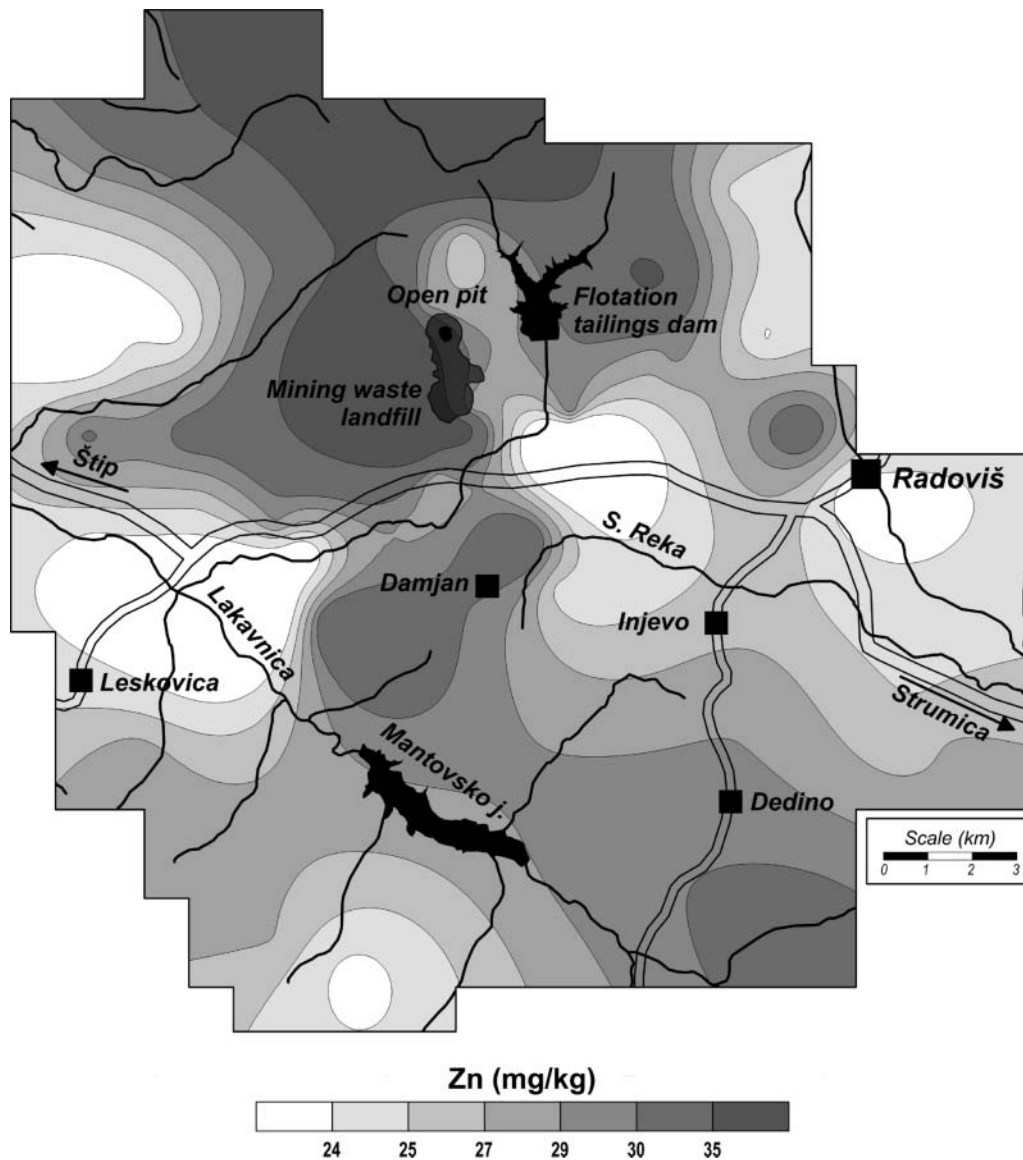 Open pit
Flotation
tailings dam
Mining waste
landfill
Štip
Radoviš
S. Reka
Damjan
Injevo
Lakavnica
Leskovica
Strumica
Mantovsko j.
Dedino
Scale (km)
0 1 2 3
Zn (mg/kg)
24 25 27 29 30 35